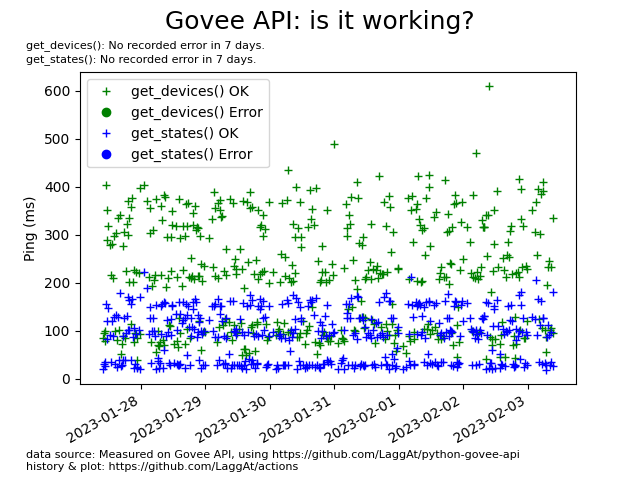 Govee API: is it working?
get_devices(): No recorded error in 7 days.
get_states(): No recorded error in 7 days.
get_devices() OK
get_devices() Error
get_states() OK
get_states() Error
Ping (ms)
600
500
400
300
200
100
0
2023-01-28
2023-01-29
2023-01-30
2023-01-31
2023-02-01
2023-02-02
2023-02-03
data source: Measured on Govee API, using https://github.com/LaggAt/python-govee-api
history & plot: https://github.com/LaggAt/actions